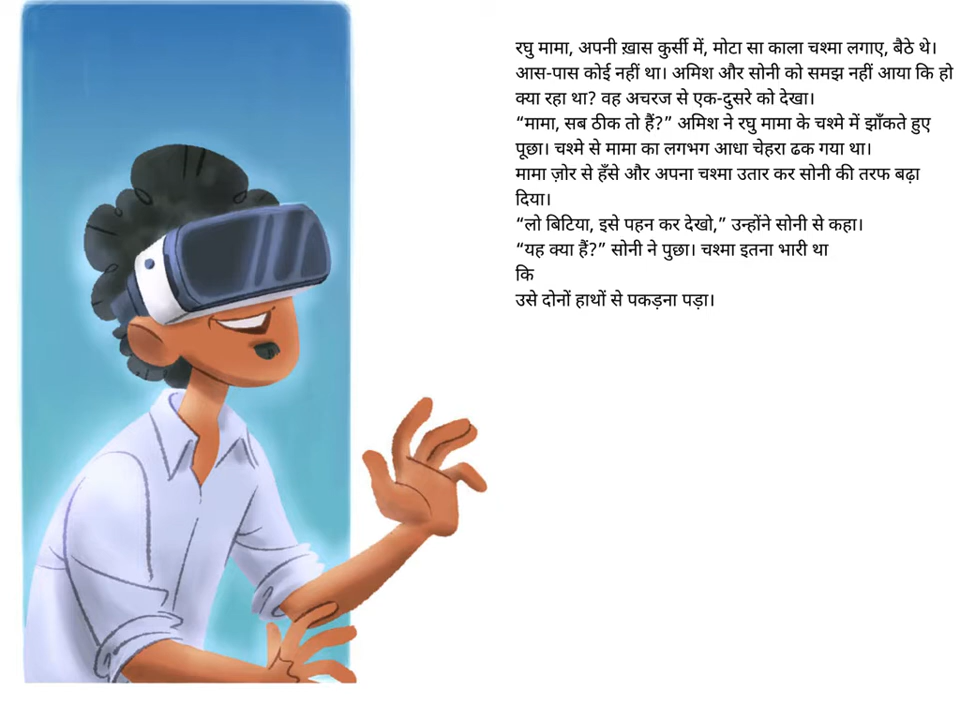 रघु मामा, अपनी ख़ास कुर्सी में, मोटा सा काला चश्मा लगाए, बैठे थे।
आस-पास कोई नहीं था। अमिश और सोनी को समझ नहीं आया कि हो
क्या रहा था? वह अचरज से एक-दुसरे को देखा।
“मामा, सब ठीक तो हैं?” अमिश ने रघु मामा के चश्मे में झाँकते हुए
पूछा। चश्मे से मामा का लगभग आधा चेहरा ढक गया था।
मामा ज़ोर से हँसे और अपना चश्मा उतार कर सोनी की तरफ बढ़ा
दिया।
“लो बिटिया, इसे पहन कर देखो,” उन्होंने सोनी से कहा।
“यह क्या हैं?” सोनी ने पुछा। चश्मा इतना भारी था
कि
उसे दोनों हाथों से पकड़ना पड़ा।